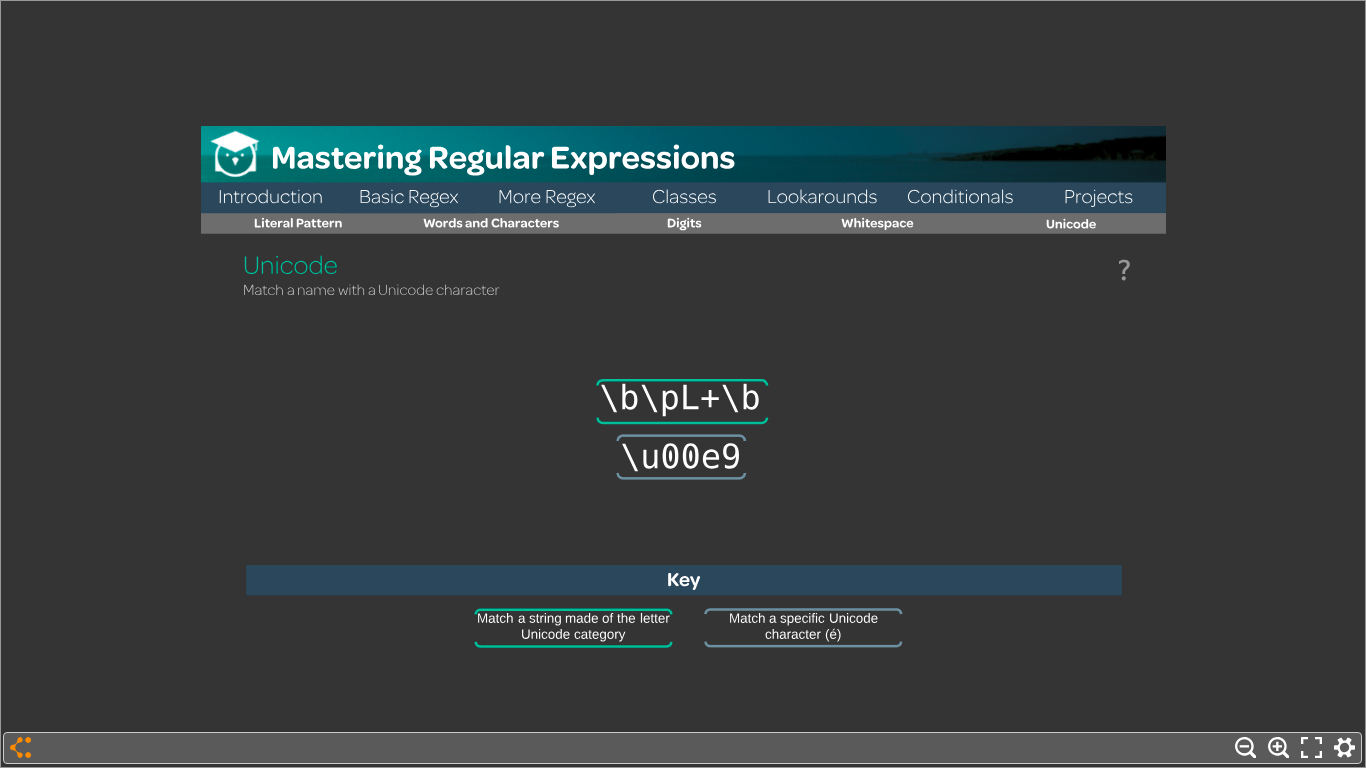 Mastering Regular Expressions
Introduction Basic Regex More Regex Classes Lookarounds Conditionals Projects
Literal Pattern Words and Characters Digits Whitespace Unicode
Unicode
?
Match a name with a Unicode character
\b\pL+\b
\u00e9
Key
Match a string made of the letter
Unicode category
Match a specific Unicode
character (é)